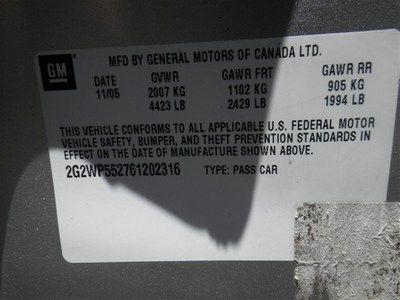 GM
MFD BY GENERAL MOTORS OF CANADA LTD.
DATE GVWR GAWR FRT GAWR RR
11/05 2007 KG 1102 KG 905 KG
4423 LB 2429 LB 1994 LB
THIS VEHICLE CONFORMS TO ALL APPLICABLE U.S. FEDERAL MOTOR
VEHICLE SAFETY, BUMPER, AND THEFT PREVENTION STANDARDS IN
EFFECT ON THE DATE OF MANUFACTURE SHOWN ABOVE.
2G2WP552761202316 TYPE: PASS CAR